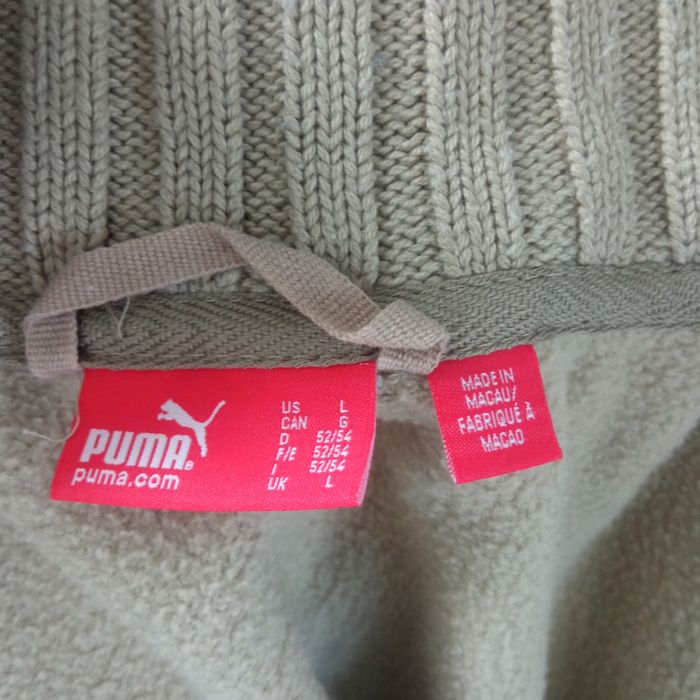 PUMA®
puma.com
US L
CAN G
D 52/54
F/E 52/54
I 52/54
UK L
MADE IN
MACAU/
FABRIQUÉ À
MACAO